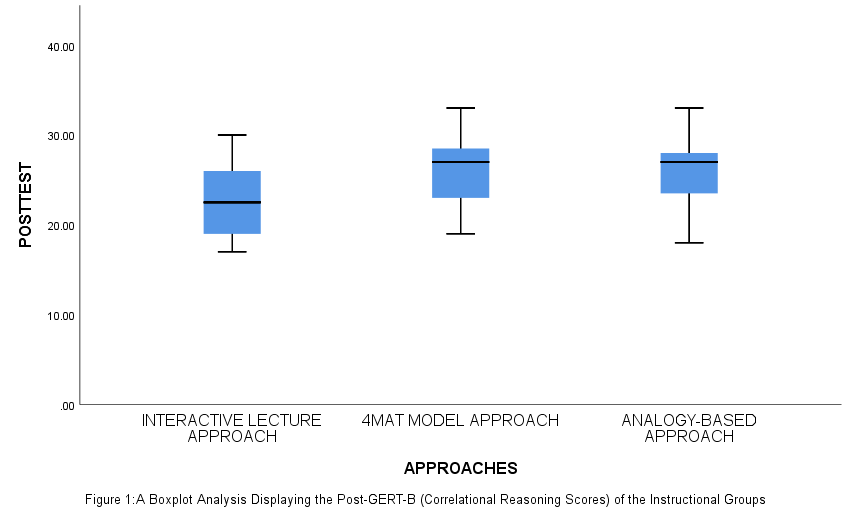 40.00
30.00
20.00
10.00
.00
POSTTEST
INTERACTIVE LECTURE
APPROACH
4MAT MODEL APPROACH
ANALOGY-BASED
APPROACH
APPROACHES
Figure 1:A Boxplot Analysis Displaying the Post-GERT-B (Correlational Reasoning Scores) of the Instructional Groups